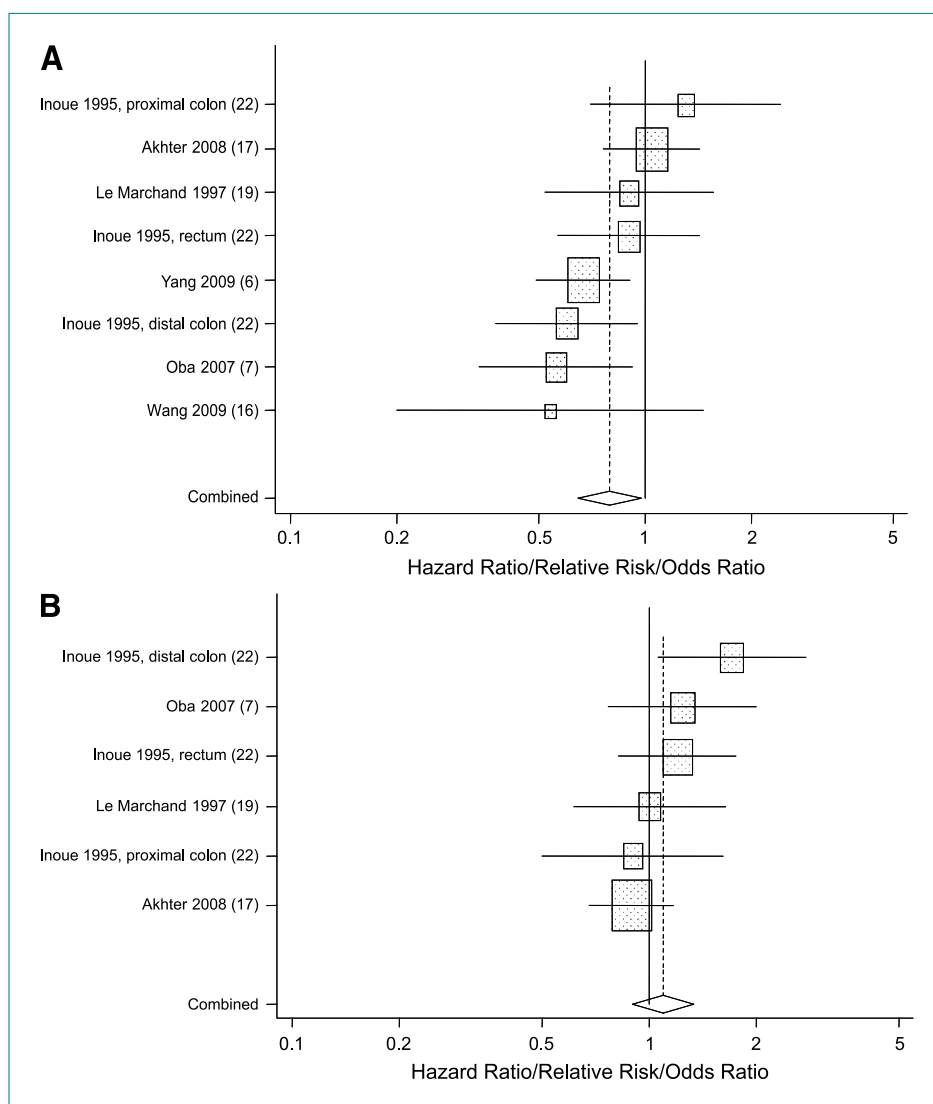 A
Inoue 1995, proximal colon (22)
Akhter 2008 (17)
Le Marchand 1997 (19)
Inoue 1995, rectum (22)
Yang 2009 (6)
Inoue 1995, distal colon (22)
Oba 2007 (7)
Wang 2009 (16)
Combined
0.1 0.2 0.5 1 2 5
Hazard Ratio/Relative Risk/Odds Ratio
B
Inoue 1995, distal colon (22)
Oba 2007 (7)
Inoue 1995, rectum (22)
Le Marchand 1997 (19)
Inoue 1995, proximal colon (22)
Akhter 2008 (17)
Combined
0.1 0.2 0.5 1 2 5
Hazard Ratio/Relative Risk/Odds Ratio